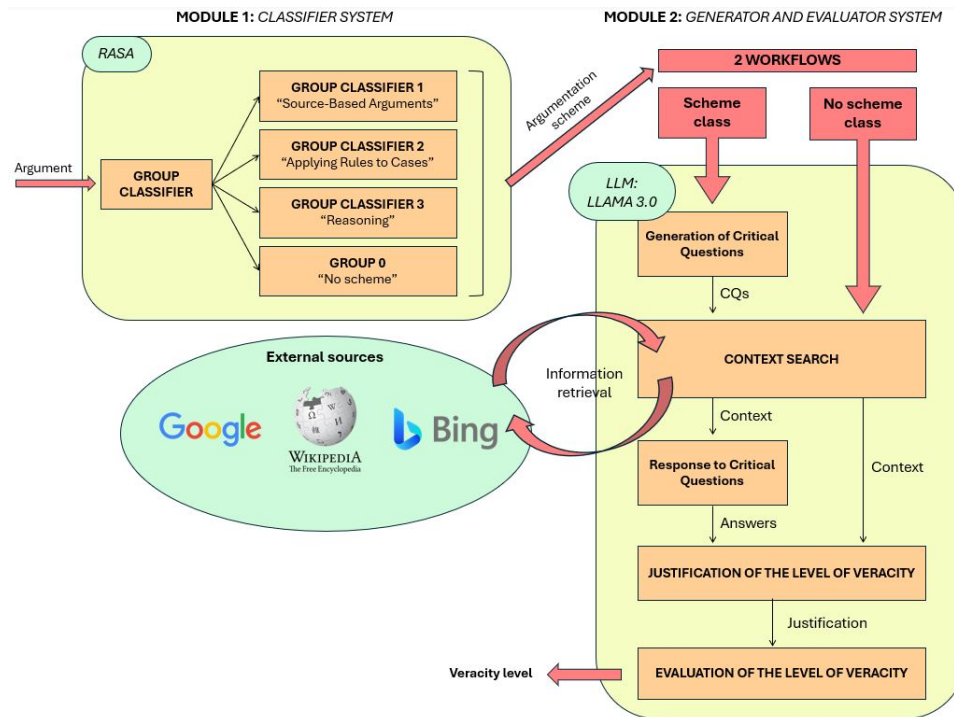 MODULE 1: CLASSIFIER SYSTEM
RASA
Argument
GROUP
CLASSIFIER
GROUP CLASSIFIER 1
“Source-Based Arguments”
GROUP CLASSIFIER 2
“Applying Rules to Cases”
GROUP CLASSIFIER 3
“Reasoning”
GROUP 0
“No scheme”
Argumentation
scheme
MODULE 2: GENERATOR AND EVALUATOR SYSTEM
2 WORKFLOWS
Scheme
class
No scheme
class
LLM:
LLAMA 3.0
Generation of Critical
Questions
CQs
CONTEXT SEARCH
Information
retrieval
External sources
Google
WIKIPEDIA
The Free Encyclopedia
Bing
Context
Response to Critical
Questions
Context
Answers
JUSTIFICATION OF THE LEVEL OF VERACITY
Justification
EVALUATION OF THE LEVEL OF VERACITY
Veracity level